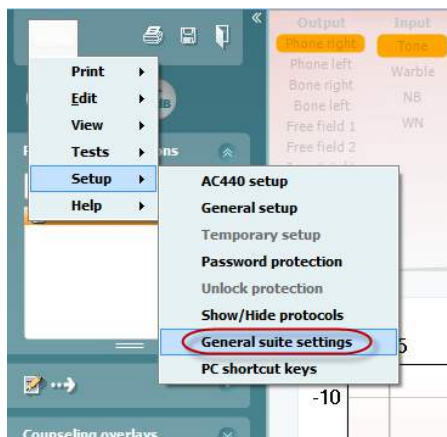 Output Input
Phone right Tone
Phone left Warble
Bone right NB
Bone left WN
Free field 1
Free field 2
dB
Print
Edit
View
Tests
Setup
Help
AC440 setup
General setup
Temporary setup
Password protection
Unlock protection
Show/Hide protocols
General suite settings
PC shortcut keys
-10
Counseling overlays